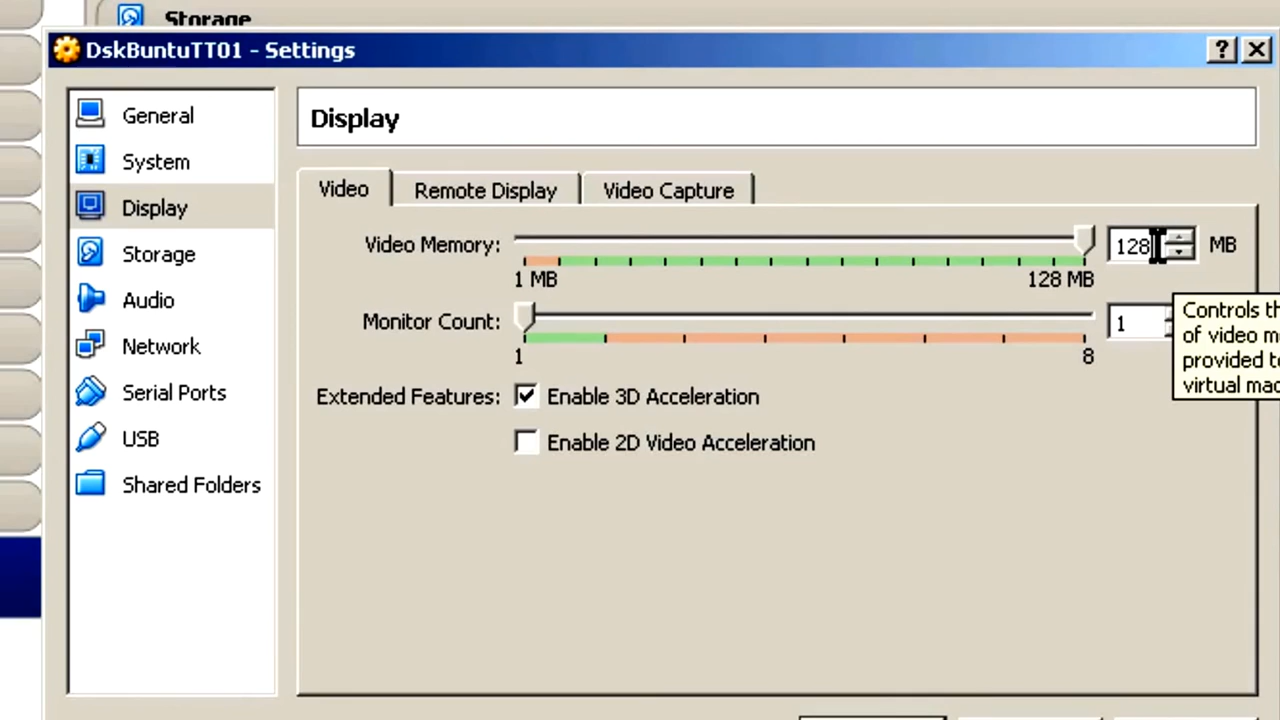 Storage
DskBuntuTT01 - Settings
General
System
Display
Storage
Audio
Network
Serial Ports
USB
Shared Folders
Display
Video
Remote Display
Video Capture
Video Memory:
128 MB
1 MB
128 MB
Monitor Count:
1
1
8
Extended Features:
Enable 3D Acceleration
Enable 2D Video Acceleration
Controls th
of video m
provided to
virtual mac